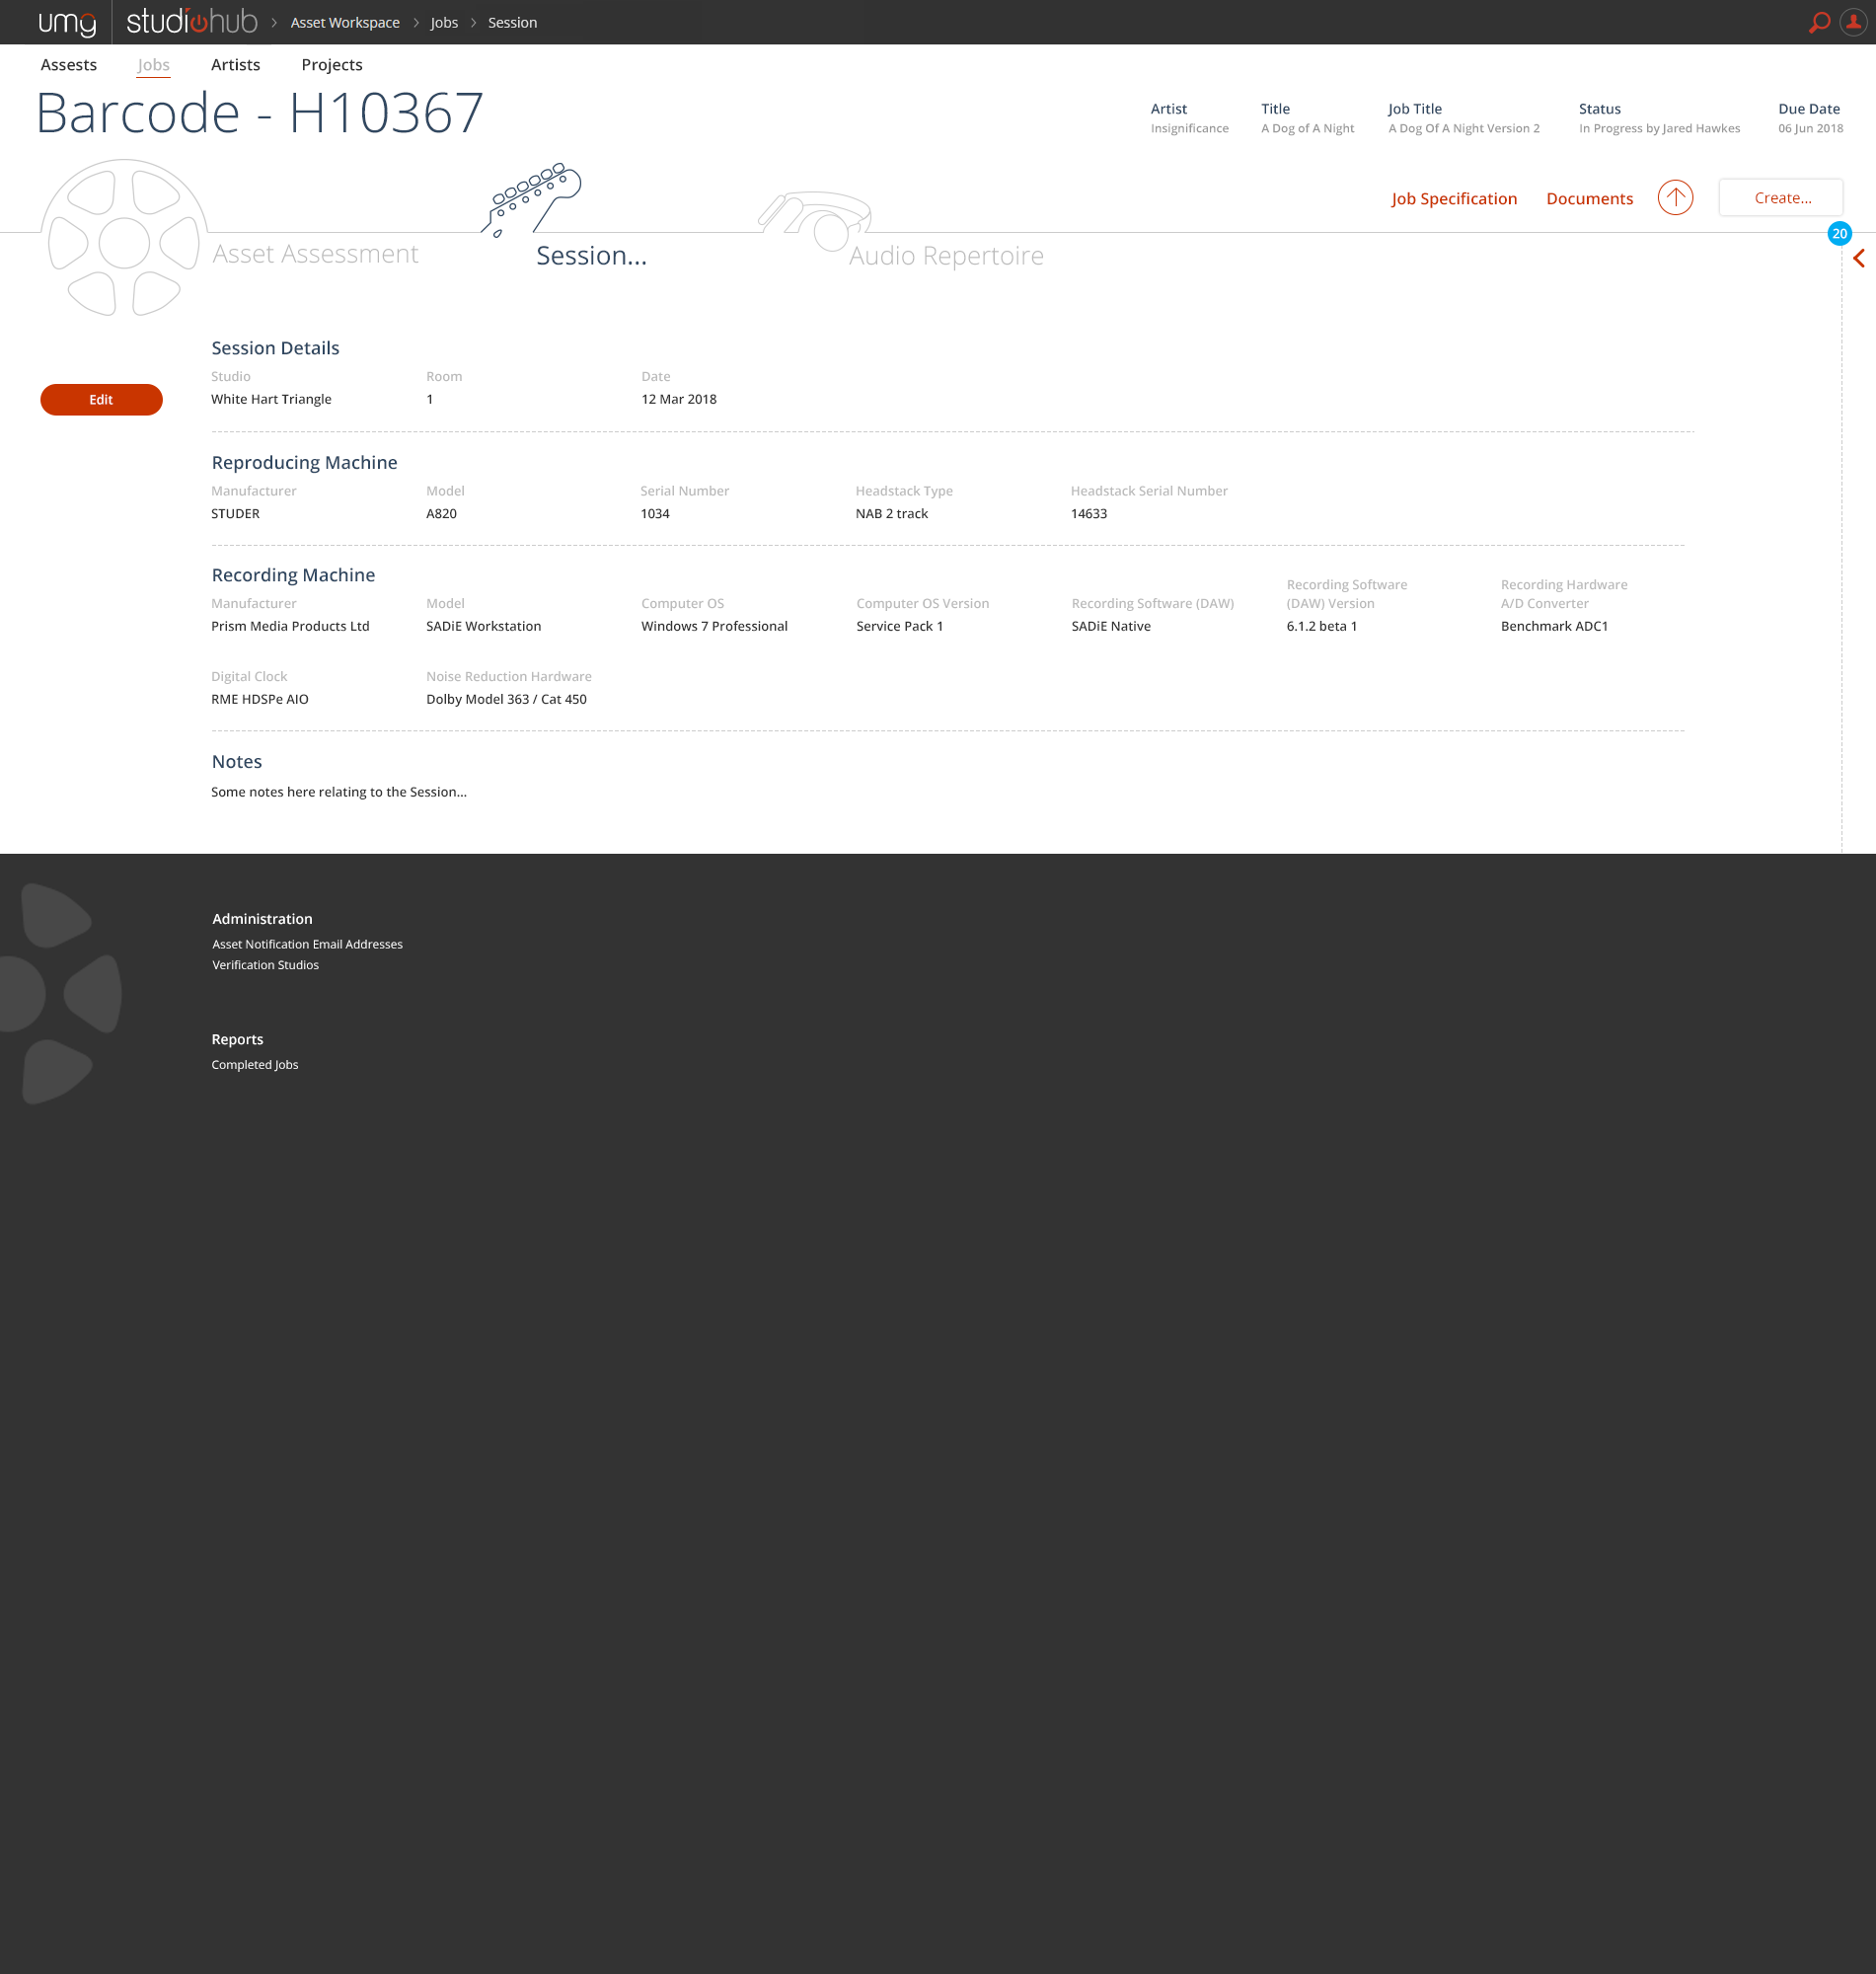 umg studiohub > Asset Workspace > Jobs > Session
Assests Jobs Artists Projects
Barcode - H10367
Artist Title Job Title Status Due Date
Insignificance A Dog of A Night A Dog Of A Night Version 2 In Progress by Jared Hawkes 06 Jun 2018
Job Specification Documents Create...
20
Asset Assessment Session... Audio Repertoire
Session Details
Studio Room Date
Edit
White Hart Triangle 1 12 Mar 2018
Reproducing Machine
Manufacturer Model Serial Number Headstack Type Headstack Serial Number
STUDER A820 1034 NAB 2 track 14633
Recording Machine
Recording Software Recording Hardware
Manufacturer Model Computer OS Computer OS Version Recording Software (DAW) (DAW) Version A/D Converter
Prism Media Products Ltd SADiE Workstation Windows 7 Professional Service Pack 1 SADiE Native 6.1.2 beta 1 Benchmark ADC1
Digital Clock Noise Reduction Hardware
RME HDSPe AIO Dolby Model 363 / Cat 450
Notes
Some notes here relating to the Session...
Administration
Asset Notification Email Addresses
Verification Studios
Reports
Completed Jobs